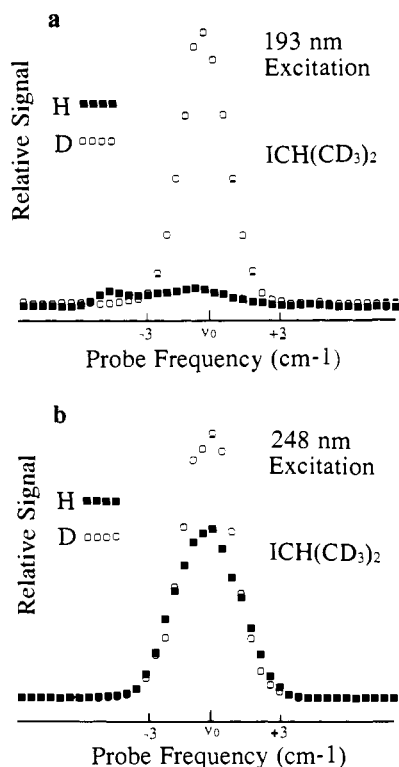 a
193 nm
Excitation
Relative Signal
H
D
ICH(CD₃)₂
-3
ν₀
+3
Probe Frequency (cm-1)
b
248 nm
Excitation
Relative Signal
H
D
ICH(CD₃)₂
-3
ν₀
+3
Probe Frequency (cm-1)